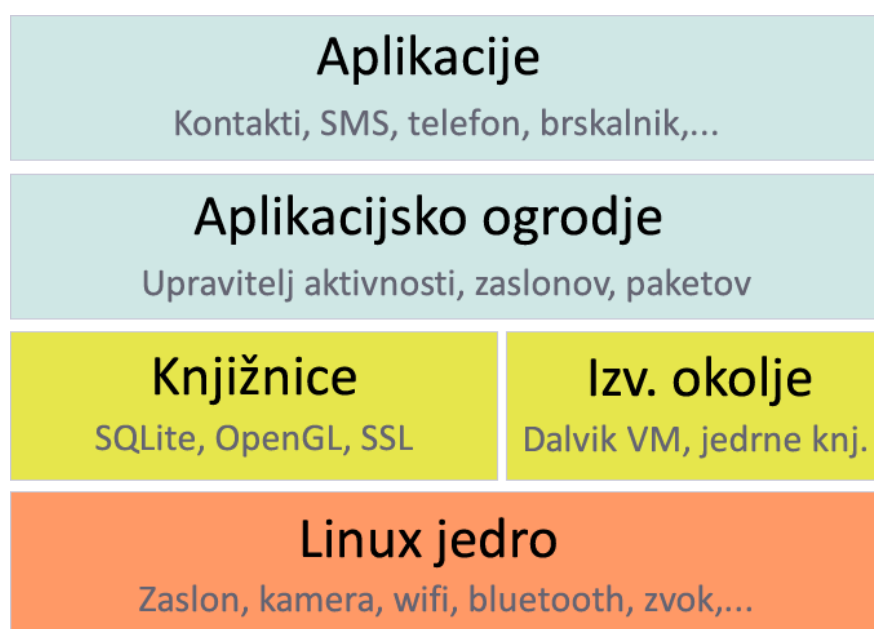 Aplikacije
Kontakti, SMS, telefon, brskalnik,...
Aplikacijsko ogrodje
Upravitelj aktivnosti, zaslonov, paketov
Knjižnice
SQLite, OpenGL, SSL
Izv. okolje
Dalvik VM, jedrne knj.
Linux jedro
Zaslon, kamera, wifi, bluetooth, zvok,...